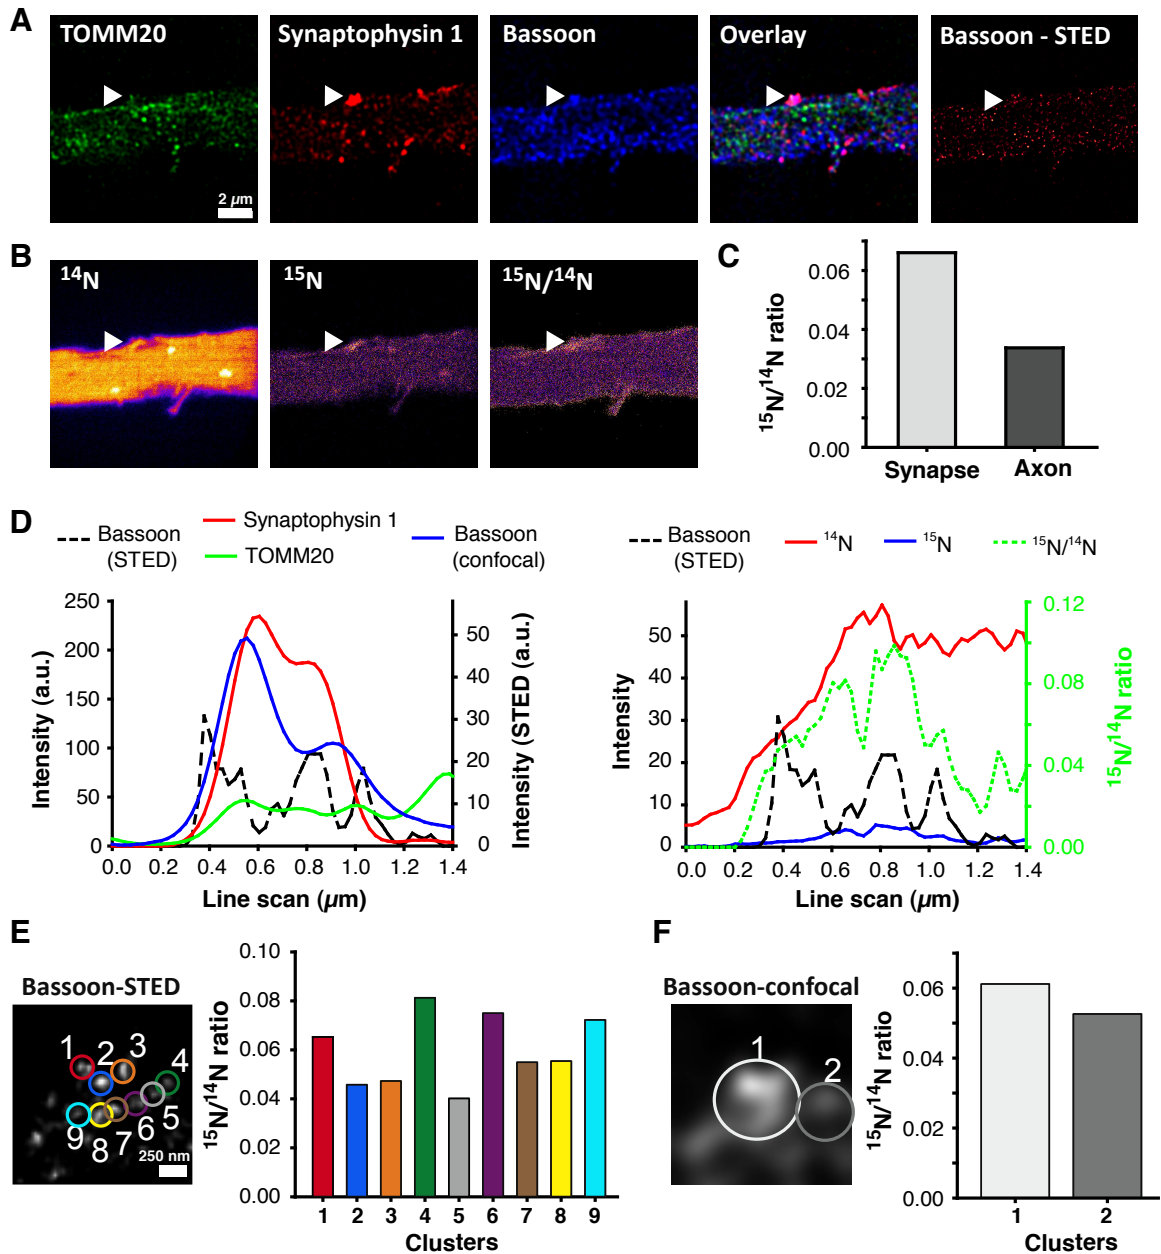 A
TOMM20
Synaptophysin 1
Bassoon
Overlay
Bassoon - STED
2 µm
B
¹⁴N
¹⁵N
¹⁵N/¹⁴N
C
¹⁵N/¹⁴N ratio
0.06
0.04
0.02
0.00
Synapse
Axon
D
Bassoon
(STED)
Synaptophysin 1
TOMM20
Bassoon
(confocal)
Intensity (a.u.)
250
200
150
100
50
0
50
40
30
20
10
0
Intensity (STED) (a.u.)
0.0 0.2 0.4 0.6 0.8 1.0 1.2 1.4
Line scan (µm)
Bassoon
(STED)
¹⁴N
¹⁵N
¹⁵N/¹⁴N
Intensity
50
40
30
20
10
0
0.12
0.08
0.04
0.00
¹⁵N/¹⁴N ratio
0.0 0.2 0.4 0.6 0.8 1.0 1.2 1.4
Line scan (µm)
E
Bassoon-STED
1
2
3
4
5
6
7
8
9
250 nm
¹⁵N/¹⁴N ratio
0.10
0.08
0.06
0.04
0.02
0.00
1 2 3 4 5 6 7 8 9
Clusters
F
Bassoon-confocal
1
2
¹⁵N/¹⁴N ratio
0.06
0.04
0.02
0.00
1 2
Clusters